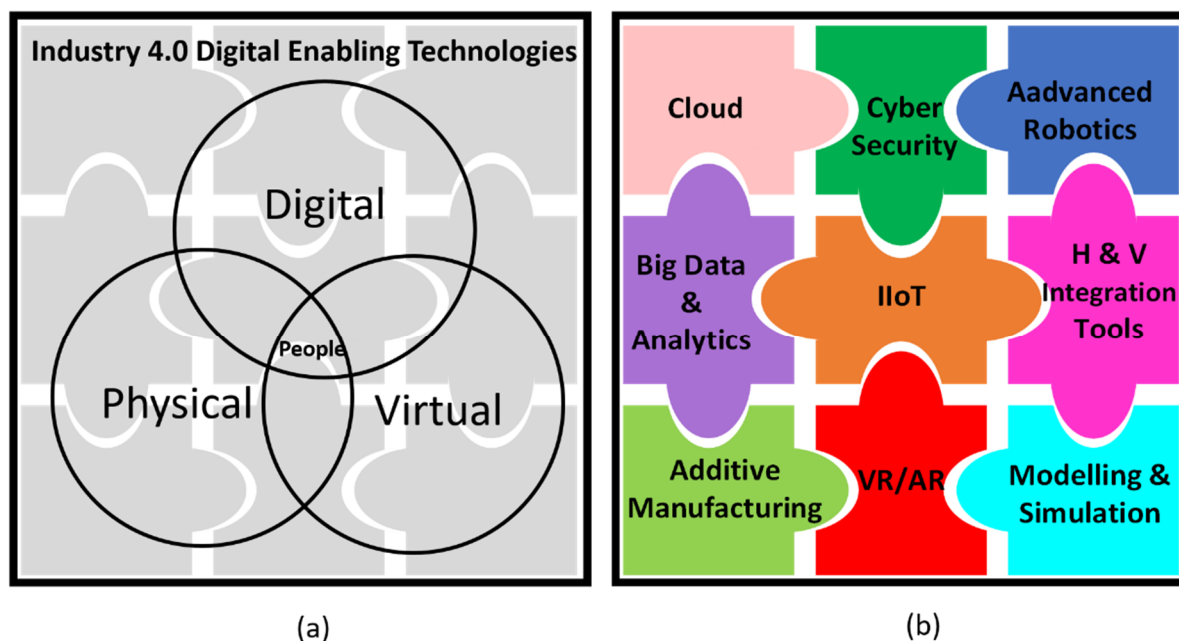 Industry 4.0 Digital Enabling Technologies
Digital
People
Physical
Virtual
(a)
Cloud
Cyber
Security
Aadvanced
Robotics
Big Data
&
Analytics
IIoT
H & V
Integration
Tools
Additive
Manufacturing
VR/AR
Modelling &
Simulation
(b)